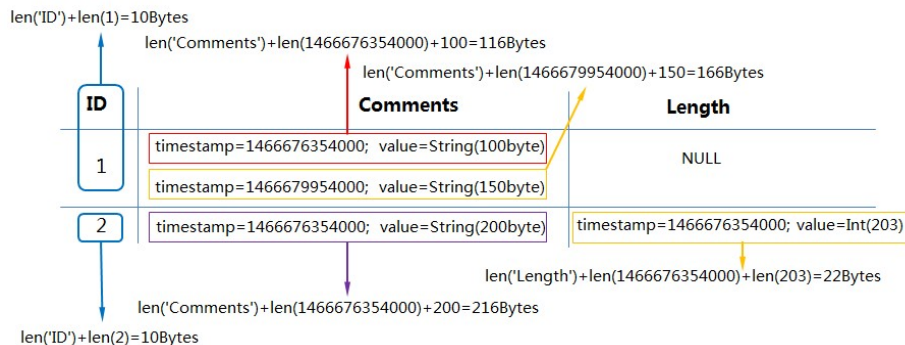 len('ID')+len(1)=10Bytes
len('Comments')+len(1466676354000)+100=116Bytes
len('Comments')+len(1466679954000)+150=166Bytes
ID Comments Length
1
timestamp=1466676354000; value=String(100byte)
NULL
timestamp=1466679954000; value=String(150byte)
2 timestamp=1466676354000; value=String(200byte) timestamp=1466676354000; value=Int(203)
len('Length')+len(1466676354000)+len(203)=22Bytes
len('Comments')+len(1466676354000)+200=216Bytes
len('ID')+len(2)=10Bytes